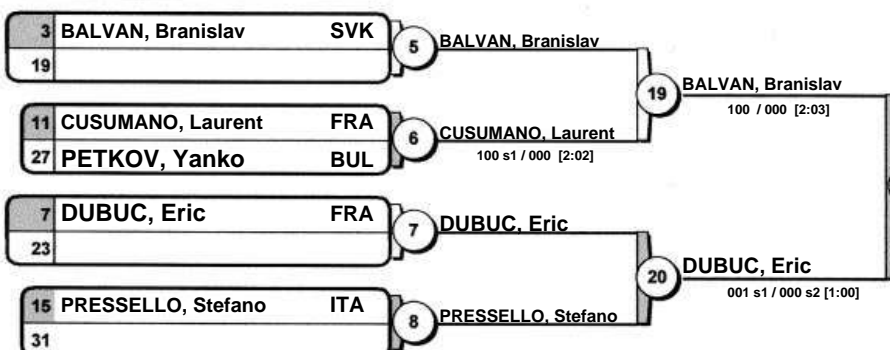 3 BALVAN, Branislav SVK
19
5
BALVAN, Branislav
11 CUSUMANO, Laurent FRA
27 PETKOV, Yanko BUL
6
CUSUMANO, Laurent
100 s1 / 000 [2:02]
19
BALVAN, Branislav
100 / 000 [2:03]
7 DUBUC, Eric FRA
23
7
DUBUC, Eric
15 PRESSELLO, Stefano ITA
31
8
PRESSELLO, Stefano
20
DUBUC, Eric
001 s1 / 000 s2 [1:00]